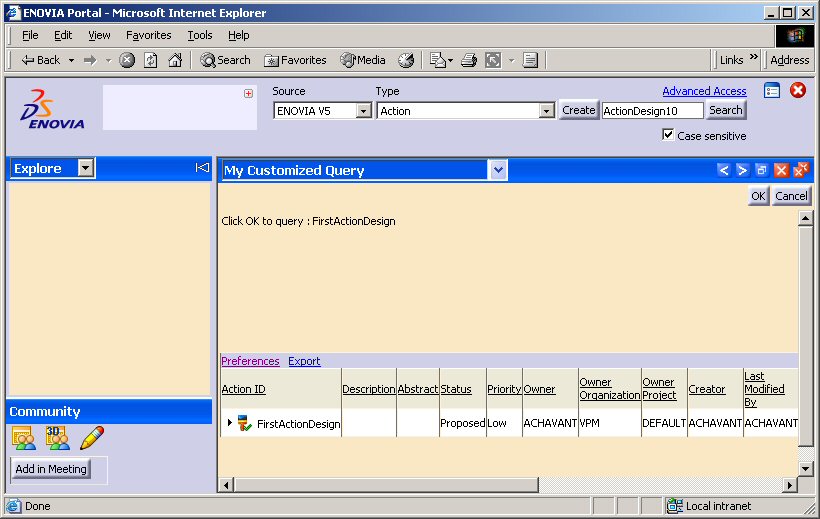 ENOVIA Portal - Microsoft Internet Explorer
File Edit View Favorites Tools Help
Back Search Favorites Media Links » Address
Source Type Advanced Access
ENOVIA V5 Action Create ActionDesign10 Search
ENOVIA
Case sensitive
Explore My Customized Query
OK Cancel
Click OK to query : FirstActionDesign
Preferences Export
Action ID Description Abstract Status Priority Owner Owner Organization Owner Project Creator Last Modified By
FirstActionDesign Proposed Low ACHAVANT VPM DEFAULT ACHAVANT ACHAVANT
Community
3D
Add in Meeting
Done Local intranet